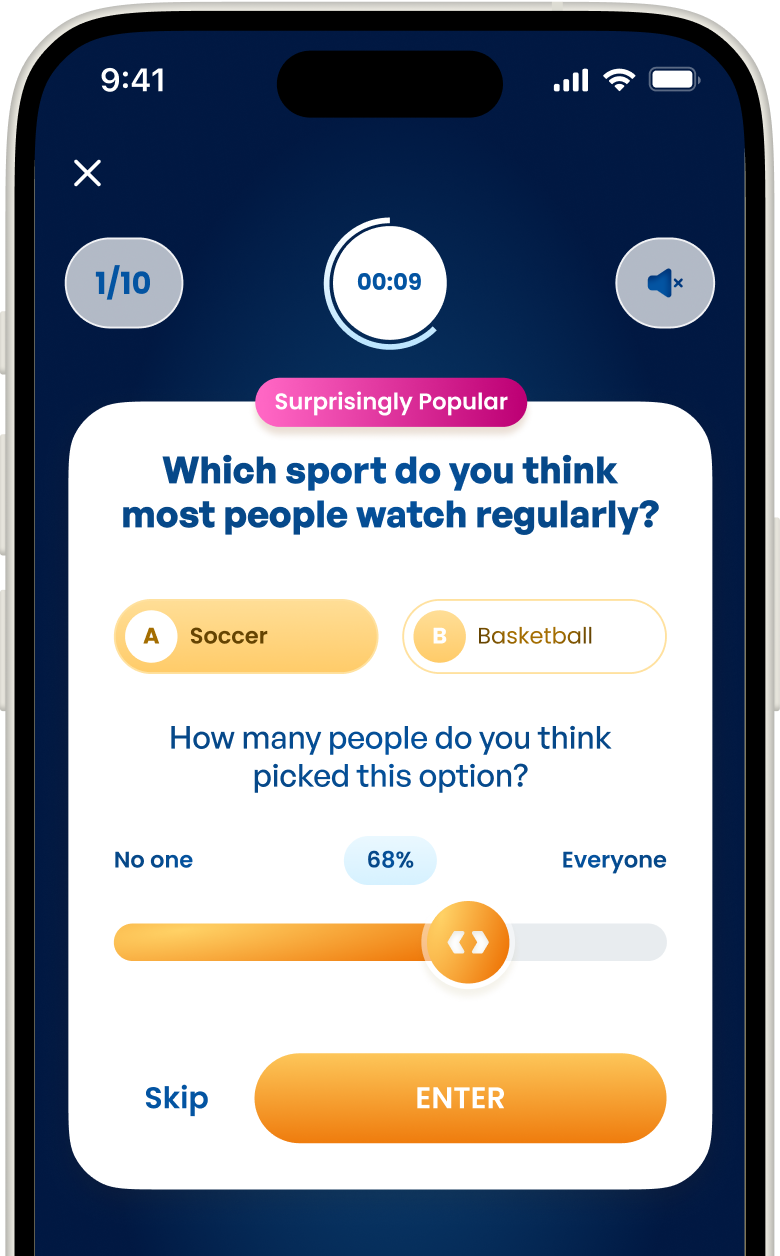 9:41
1/10
00:09
Surprisingly Popular
Which sport do you think
most people watch regularly?
A Soccer
B Basketball
How many people do you think
picked this option?
No one 68% Everyone
Skip ENTER